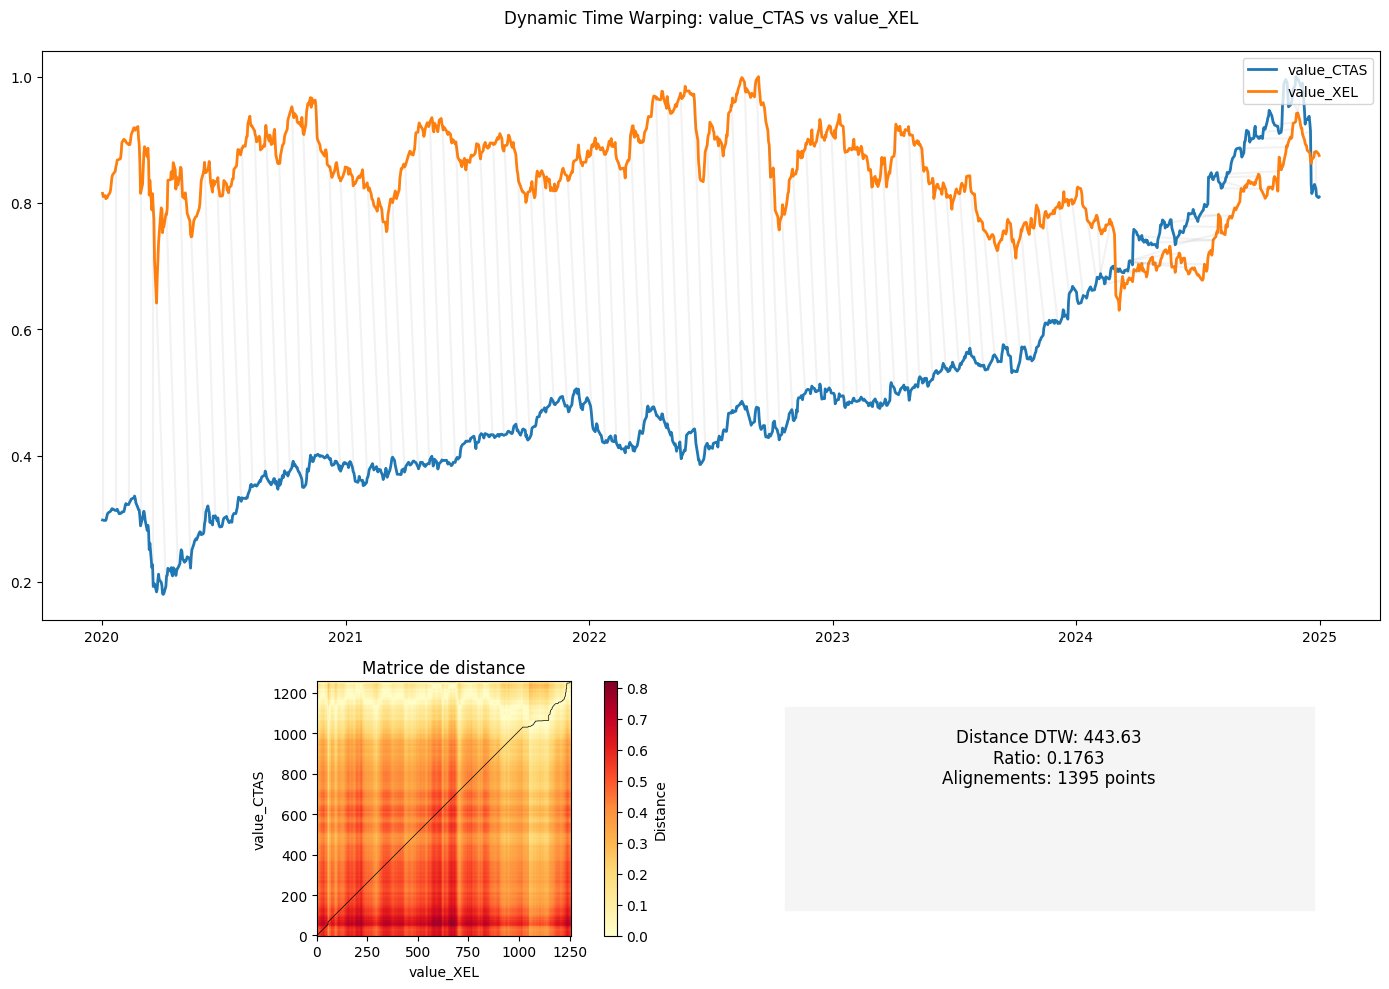 Dynamic Time Warping: value_CTAS vs value_XEL
value_CTAS
value_XEL
1.0
0.8
0.6
0.4
0.2
2020 2021 2022 2023 2024 2025
Matrice de distance
1200
1000
800
600
400
200
0
value_CTAS
0 250 500 750 1000 1250
value_XEL
0.8
0.7
0.6
0.5
0.4
0.3
0.2
0.1
0.0
Distance
Distance DTW: 443.63
Ratio: 0.1763
Alignements: 1395 points